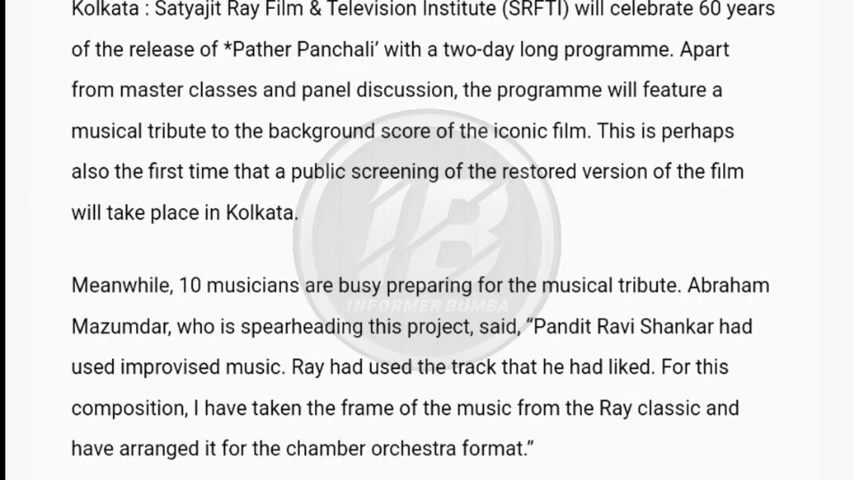 Kolkata : Satyajit Ray Film & Television Institute (SRFTI) will celebrate 60 years
of the release of *Pather Panchali’ with a two-day long programme. Apart
from master classes and panel discussion, the programme will feature a
musical tribute to the background score of the iconic film. This is perhaps
also the first time that a public screening of the restored version of the film
will take place in Kolkata.
Meanwhile, 10 musicians are busy preparing for the musical tribute. Abraham
INFORMER BUMBA
Mazumdar, who is spearheading this project, said, “Pandit Ravi Shankar had
used improvised music. Ray had used the track that he had liked. For this
composition, I have taken the frame of the music from the Ray classic and
have arranged it for the chamber orchestra format.”